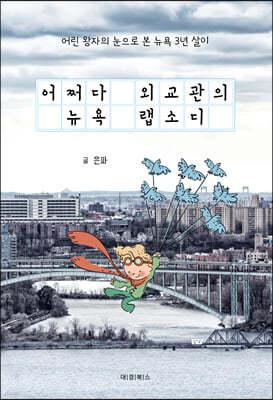 어린 왕자의 눈으로 본 뉴욕 3년 살이
어쩌다 외교관의
뉴욕 랩소디
글 은파
대|경|북|스